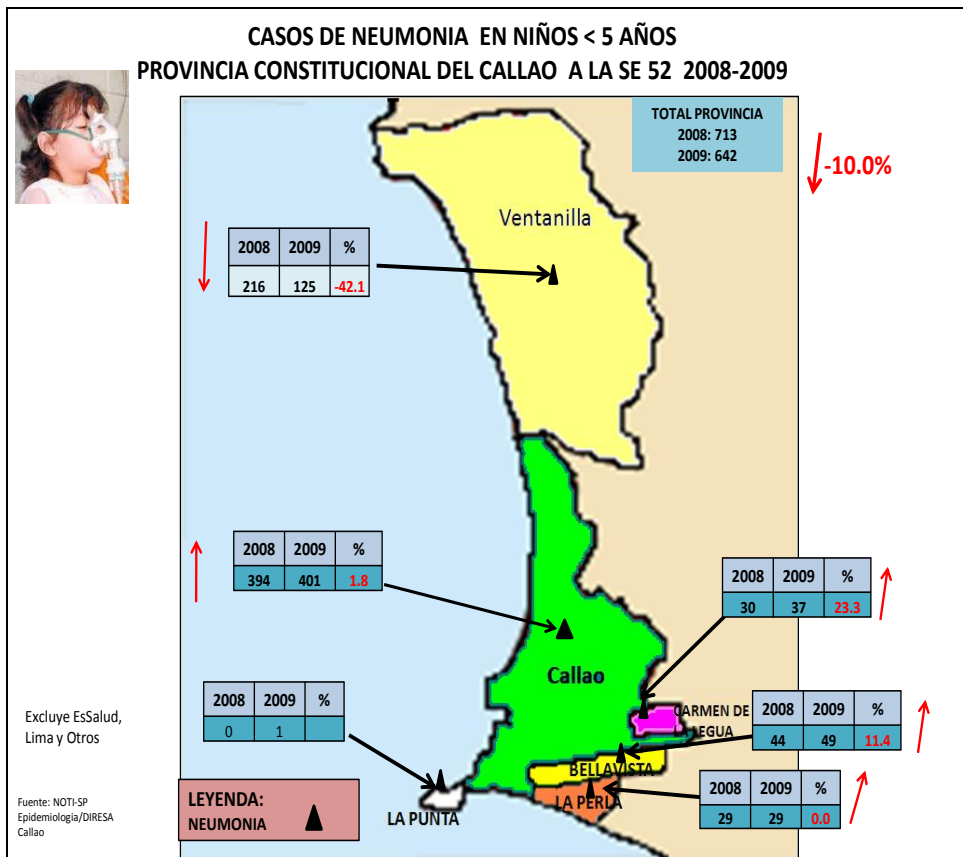 CASOS DE NEUMONIA EN NIÑOS < 5 AÑOS
PROVINCIA CONSTITUCIONAL DEL CALLAO A LA SE 52 2008-2009
TOTAL PROVINCIA
2008: 713
2009: 642
-10.0%
Ventanilla
2008 2009 %
216 125 -42.1
2008 2009 %
394 401 1.8
2008 2009 %
30 37 23.3
Callao
2008 2009 %
0 1
CARMEN DE
LA LEGUA
2008 2009 %
44 49 11.4
BELLAVISTA
LA PERLA
2008 2009 %
29 29 0.0
LA PUNTA
Excluye EsSalud,
Lima y Otros
LEYENDA:
NEUMONIA
Fuente: NOTI-SP
Epidemiologia/DIRESA
Callao